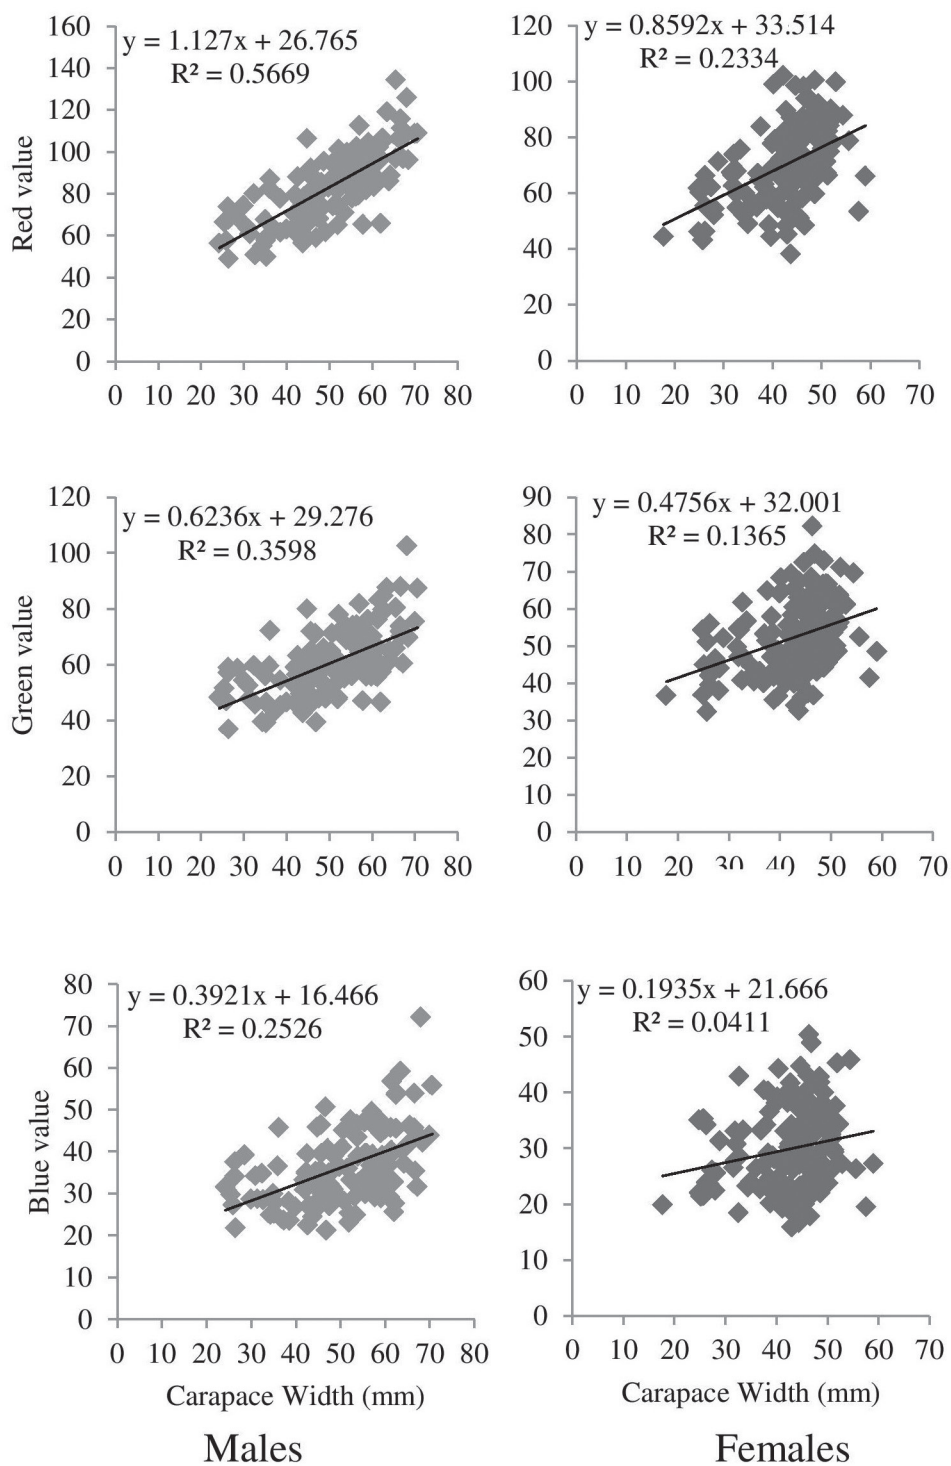 160
140
120
100
80
60
40
20
0
y = 1.127x + 26.765
R² = 0.5669
Red value
0 10 20 30 40 50 60 70 80
120
100
80
60
40
20
0
y = 0.8592x + 33.514
R² = 0.2334
0 10 20 30 40 50 60 70
120
100
80
60
40
20
0
y = 0.6236x + 29.276
R² = 0.3598
Green value
0 10 20 30 40 50 60 70 80
90
80
70
60
50
40
30
20
10
0
y = 0.4756x + 32.001
R² = 0.1365
0 10 20 30 40 50 60 70
80
70
60
50
40
30
20
10
0
y = 0.3921x + 16.466
R² = 0.2526
Blue value
0 10 20 30 40 50 60 70 80
Carapace Width (mm)
Males
60
50
40
30
20
10
0
y = 0.1935x + 21.666
R² = 0.0411
0 10 20 30 40 50 60 70
Carapace Width (mm)
Females